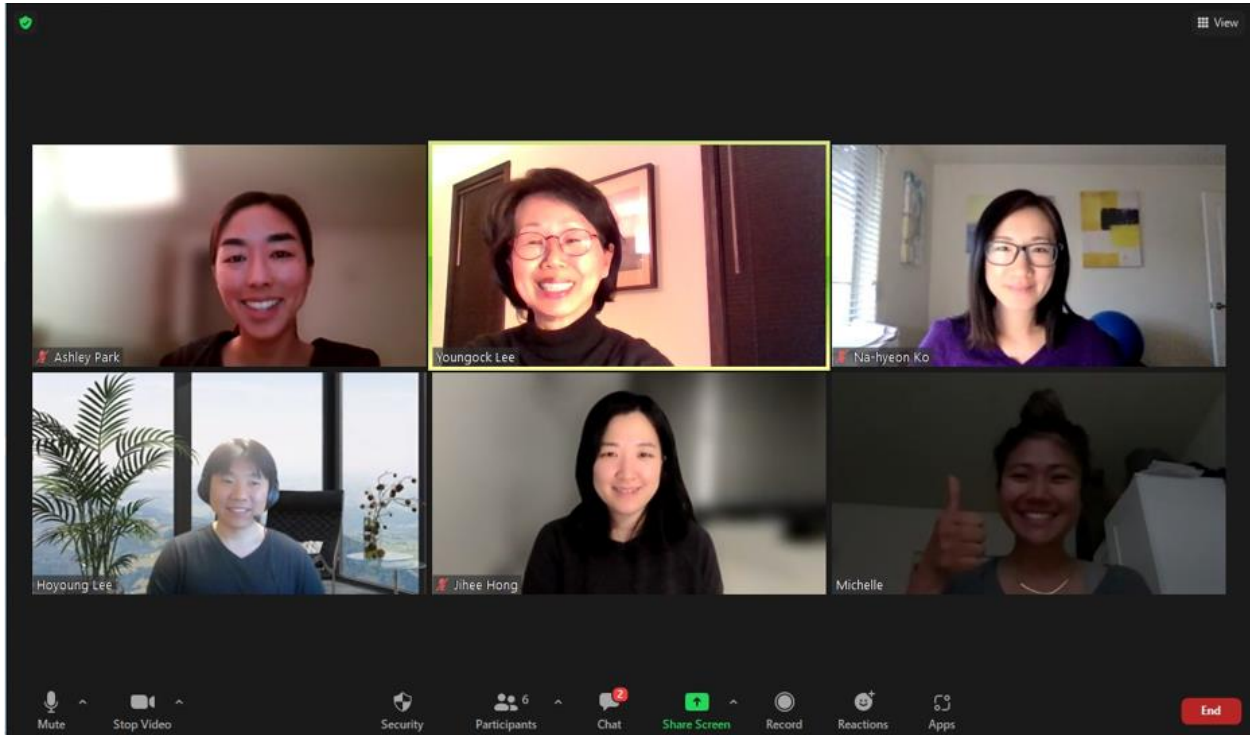 View
Ashley Park
Youngock Lee
Na-hyeon Ko
Hoyoung Lee
Jihee Hong
Michelle
6
2
Mute
Stop Video
Security
Participants
Chat
Share Screen
Record
Reactions
Apps
End